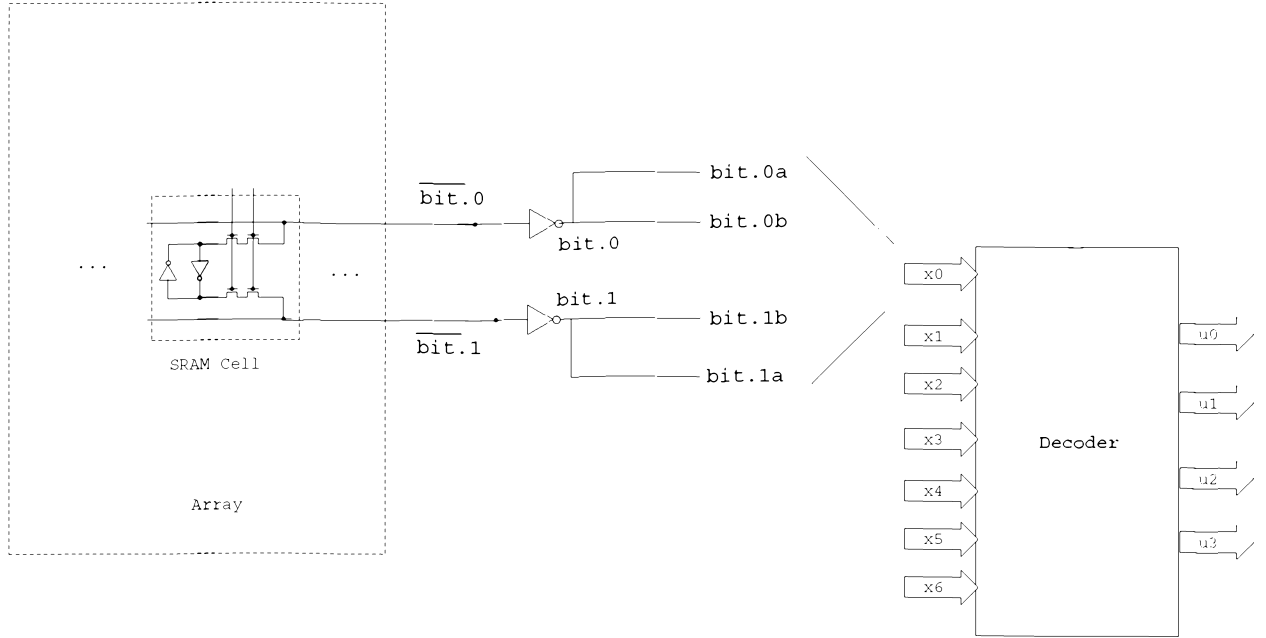 bit.0
bit.0a
bit.0b
bit.0
...
...
bit.1
bit.1b
bit.1
bit.1a
SRAM Cell
Array
x0
x1
x2
x3
x4
x5
x6
Decoder
u0
u1
u2
u3